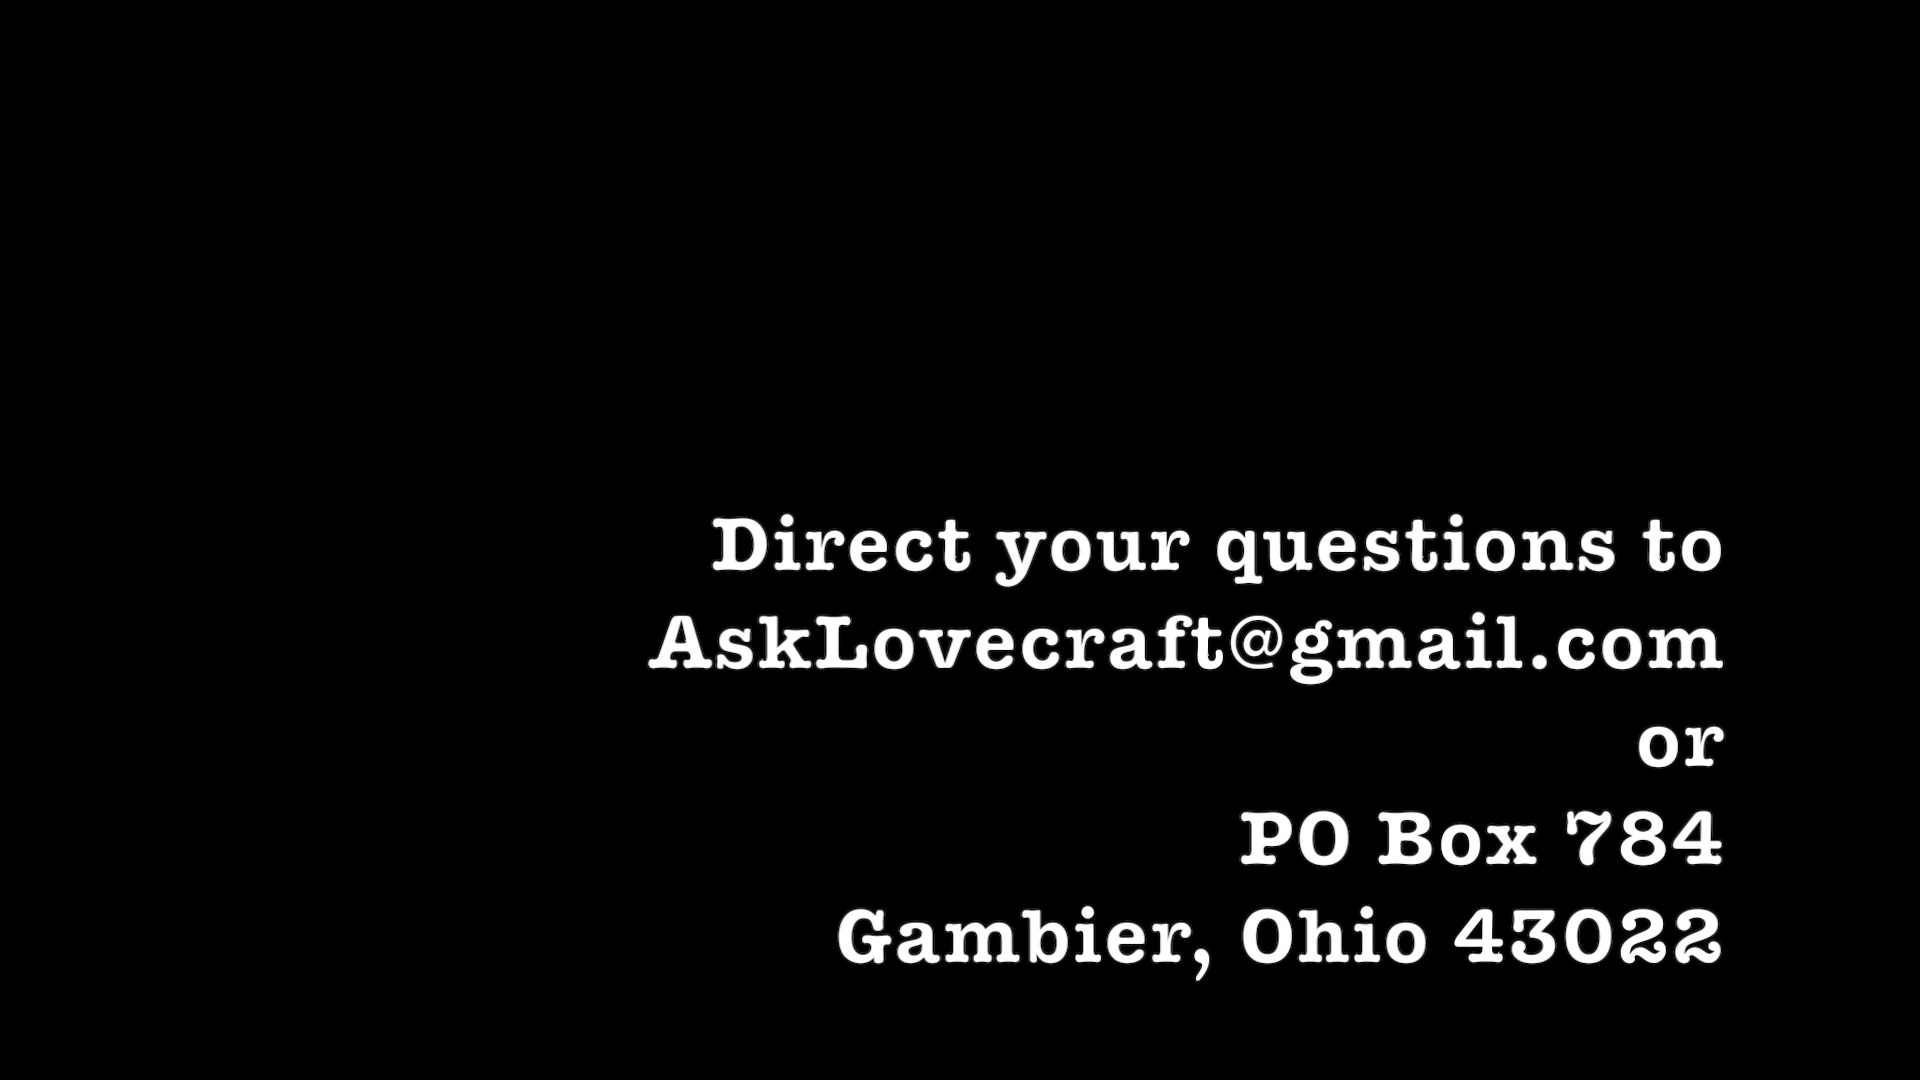 Direct your questions to
AskLovecraft@gmail.com
or
PO Box 784
Gambier, Ohio 43022